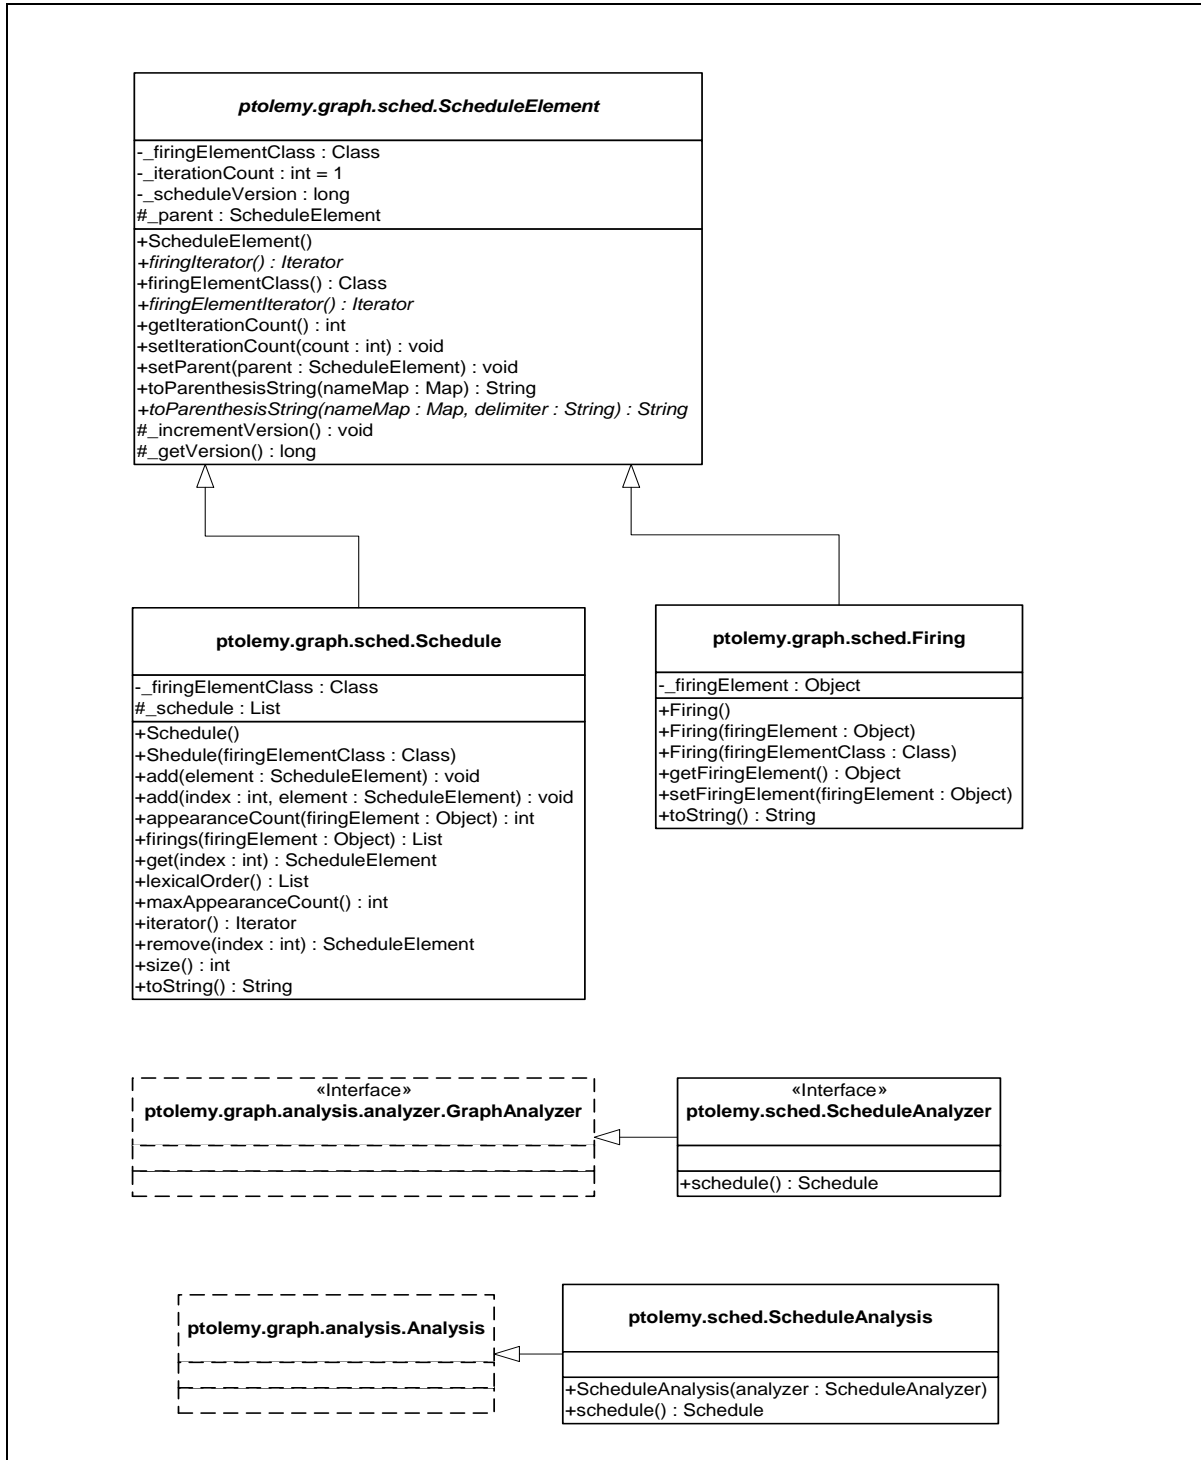 ptolemy.graph.sched.ScheduleElement
-_firingElementClass : Class
-_iterationCount : int = 1
-_scheduleVersion : long
#_parent : ScheduleElement
+ScheduleElement()
+firingIterator() : Iterator
+firingElementClass() : Class
+firingElementIterator() : Iterator
+getIterationCount() : int
+setIterationCount(count : int) : void
+setParent(parent : ScheduleElement) : void
+toParenthesisString(nameMap : Map) : String
+toParenthesisString(nameMap : Map, delimiter : String) : String
#_incrementVersion() : void
#_getVersion() : long
ptolemy.graph.sched.Schedule
-_firingElementClass : Class
#_schedule : List
+Schedule()
+Shedule(firingElementClass : Class)
+add(element : ScheduleElement) : void
+add(index : int, element : ScheduleElement) : void
+appearanceCount(firingElement : Object) : int
+firings(firingElement : Object) : List
+get(index : int) : ScheduleElement
+lexicalOrder() : List
+maxAppearanceCount() : int
+iterator() : Iterator
+remove(index : int) : ScheduleElement
+size() : int
+toString() : String
ptolemy.graph.sched.Firing
-_firingElement : Object
+Firing()
+Firing(firingElement : Object)
+Firing(firingElementClass : Class)
+getFiringElement() : Object
+setFiringElement(firingElement : Object)
+toString() : String
«Interface»
ptolemy.graph.analysis.analyzer.GraphAnalyzer
«Interface»
ptolemy.sched.ScheduleAnalyzer
+schedule() : Schedule
ptolemy.graph.analysis.Analysis
ptolemy.sched.ScheduleAnalysis
+ScheduleAnalysis(analyzer : ScheduleAnalyzer)
+schedule() : Schedule